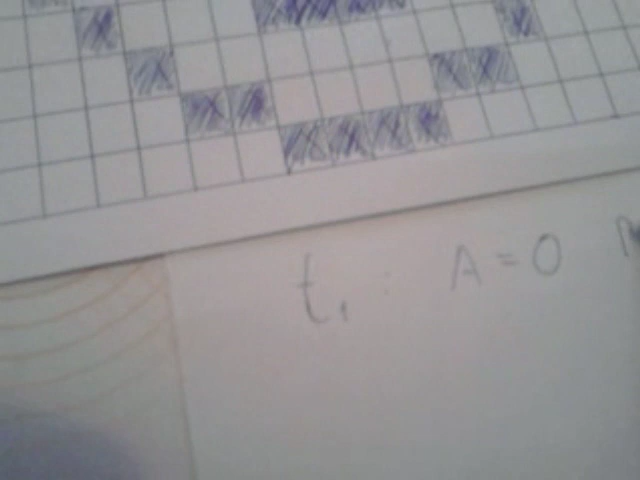 t₁ : A = 0